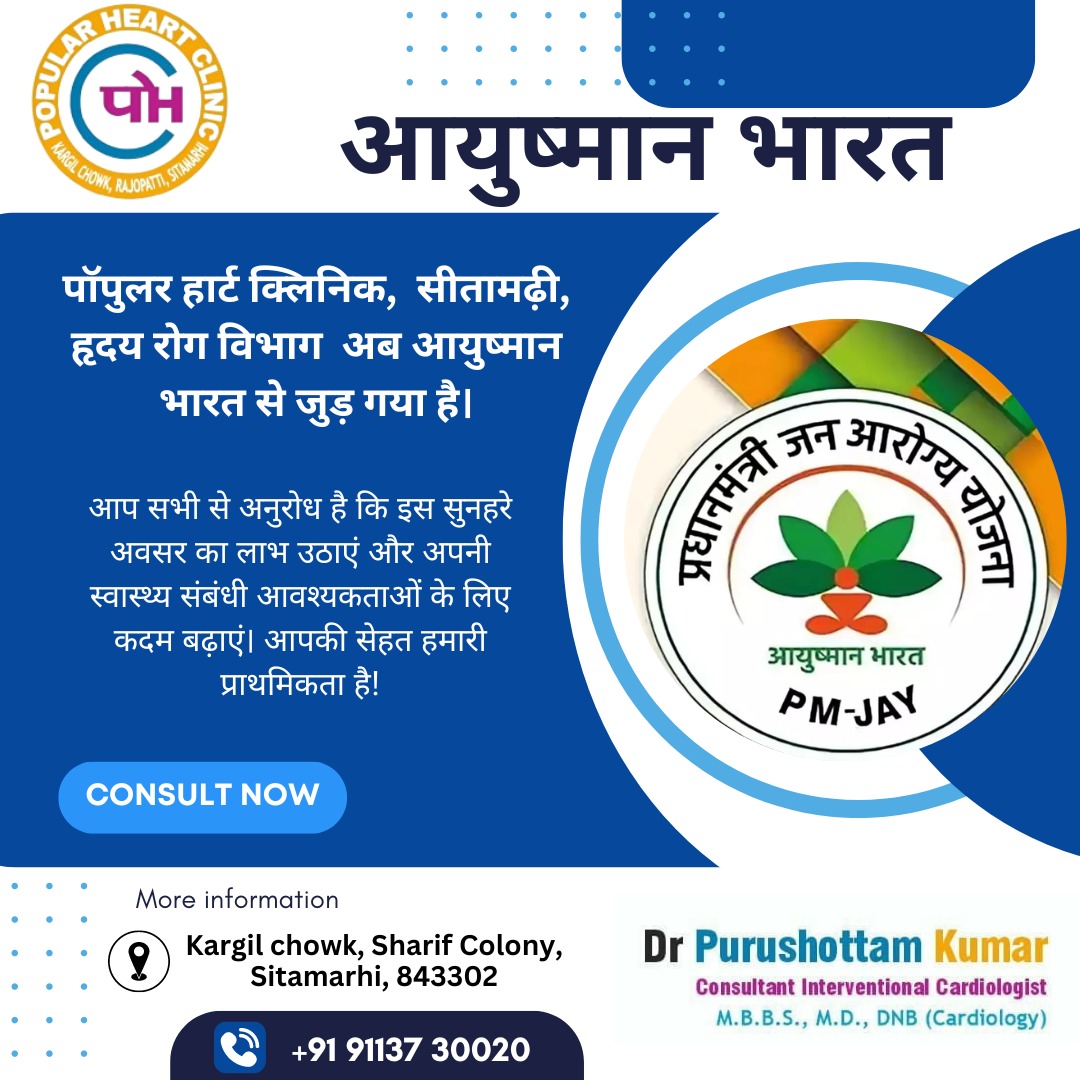 POPULAR HEART CLINIC
पोH
KARGIL CHOWK, RAJOPATTI, SITAMARHI
आयुष्मान भारत
पॉपुलर हार्ट क्लिनिक, सीतामढ़ी,
हृदय रोग विभाग अब आयुष्मान
भारत से जुड़ गया है।
आप सभी से अनुरोध है कि इस सुनहरे
अवसर का लाभ उठाएं और अपनी
स्वास्थ्य संबंधी आवश्यकताओं के लिए
कदम बढ़ाएं। आपकी सेहत हमारी
प्राथमिकता है!
CONSULT NOW
प्रधानमंत्री जन आरोग्य योजना
आयुष्मान भारत
PM-JAY
More information
Kargil chowk, Sharif Colony,
Sitamarhi, 843302
+91 91137 30020
Dr Purushottam Kumar
Consultant Interventional Cardiologist
M.B.B.S., M.D., DNB (Cardiology)